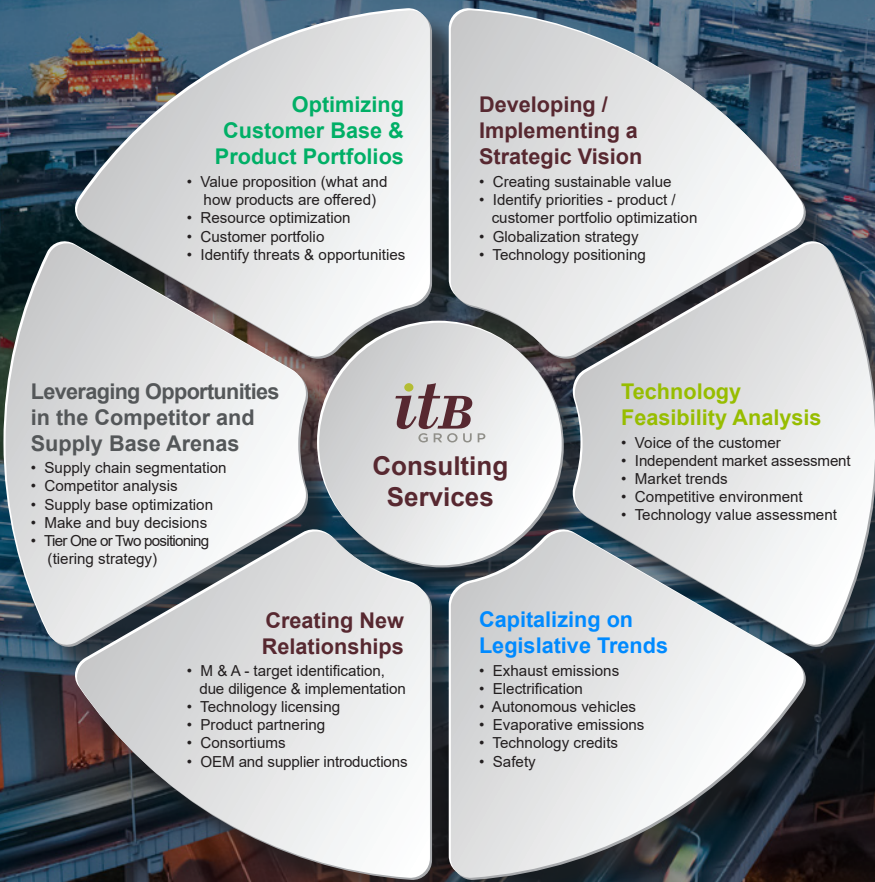 Optimizing
Customer Base &
Product Portfolios
• Value proposition (what and
how products are offered)
• Resource optimization
• Customer portfolio
• Identify threats & opportunities
Developing /
Implementing a
Strategic Vision
• Creating sustainable value
• Identify priorities - product /
customer portfolio optimization
• Globalization strategy
• Technology positioning
Leveraging Opportunities
in the Competitor and
Supply Base Arenas
• Supply chain segmentation
• Competitor analysis
• Supply base optimization
• Make and buy decisions
• Tier One or Two positioning
(tiering strategy)
itB
GROUP
Consulting
Services
Technology
Feasibility Analysis
• Voice of the customer
• Independent market assessment
• Market trends
• Competitive environment
• Technology value assessment
Creating New
Relationships
• M & A - target identification,
due diligence & implementation
• Technology licensing
• Product partnering
• Consortiums
• OEM and supplier introductions
Capitalizing on
Legislative Trends
• Exhaust emissions
• Electrification
• Autonomous vehicles
• Evaporative emissions
• Technology credits
• Safety